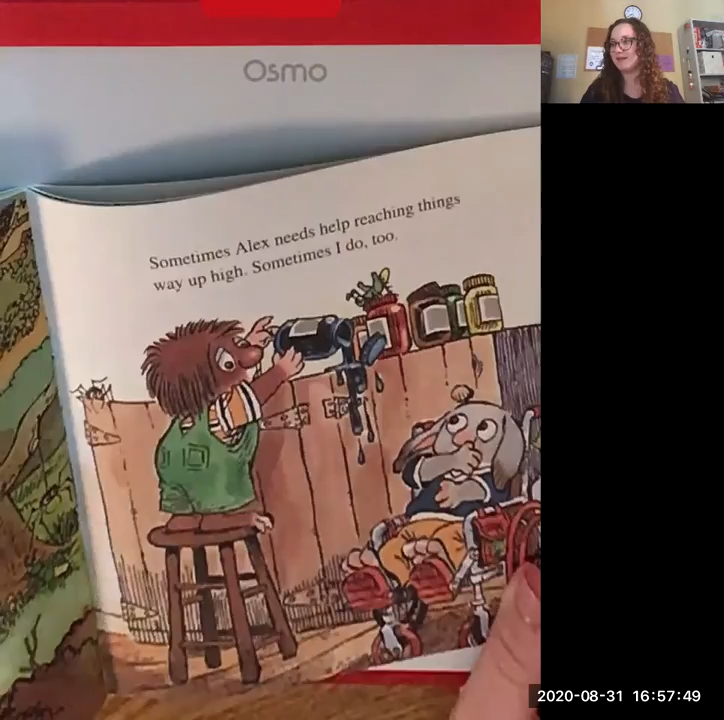 Osmo
Sometimes Alex needs help reaching things
way up high. Sometimes I do, too.
2020-08-31 16:57:49